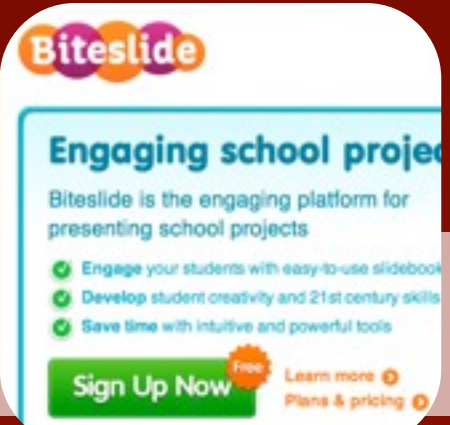 Biteslide
Engaging school projec
Biteslide is the engaging platform for
presenting school projects
Engage your students with easy-to-use slidebook
Develop student creativity and 21st century skills
Save time with intuitive and powerful tools
Free
Sign Up Now
Learn more
Plans & pricing